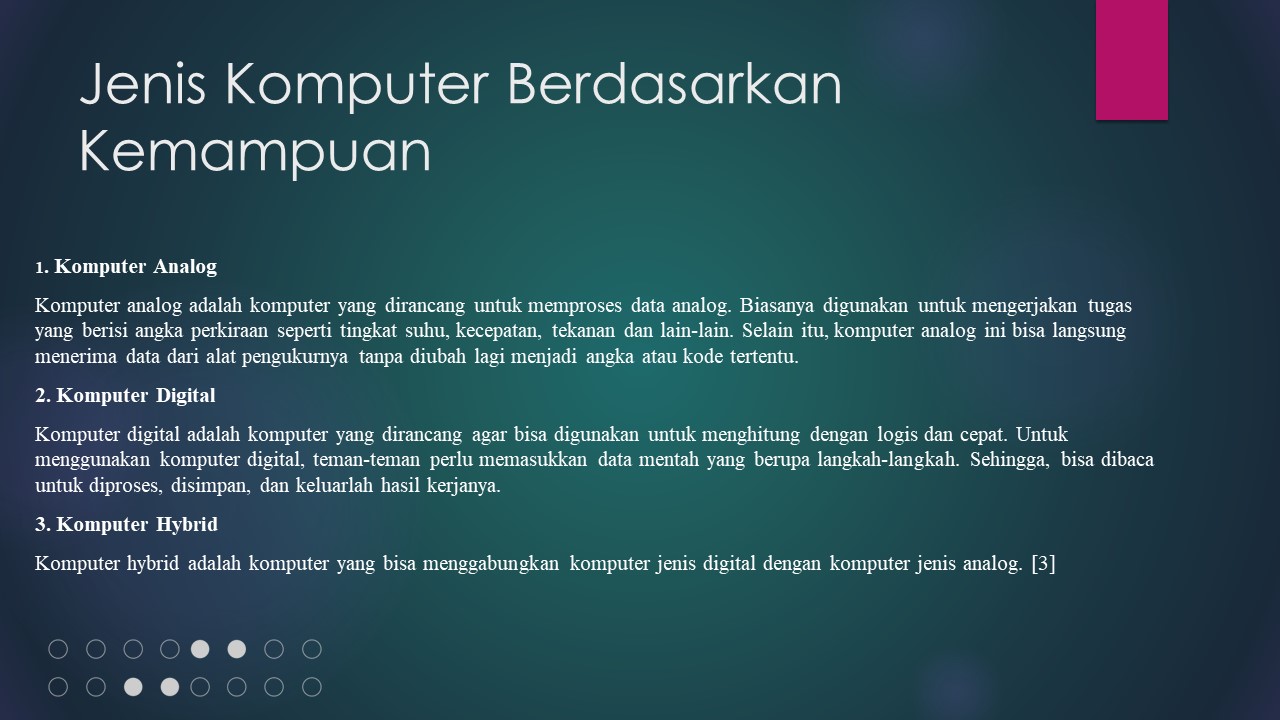 Jenis Komputer Berdasarkan
Kemampuan
1. Komputer Analog
Komputer analog adalah komputer yang dirancang untuk memproses data analog. Biasanya digunakan untuk mengerjakan tugas
yang berisi angka perkiraan seperti tingkat suhu, kecepatan, tekanan dan lain-lain. Selain itu, komputer analog ini bisa langsung
menerima data dari alat pengukurnya tanpa diubah lagi menjadi angka atau kode tertentu.
2. Komputer Digital
Komputer digital adalah komputer yang dirancang agar bisa digunakan untuk menghitung dengan logis dan cepat. Untuk
menggunakan komputer digital, teman-teman perlu memasukkan data mentah yang berupa langkah-langkah. Sehingga, bisa dibaca
untuk diproses, disimpan, dan keluarlah hasil kerjanya.
3. Komputer Hybrid
Komputer hybrid adalah komputer yang bisa menggabungkan komputer jenis digital dengan komputer jenis analog. [3]